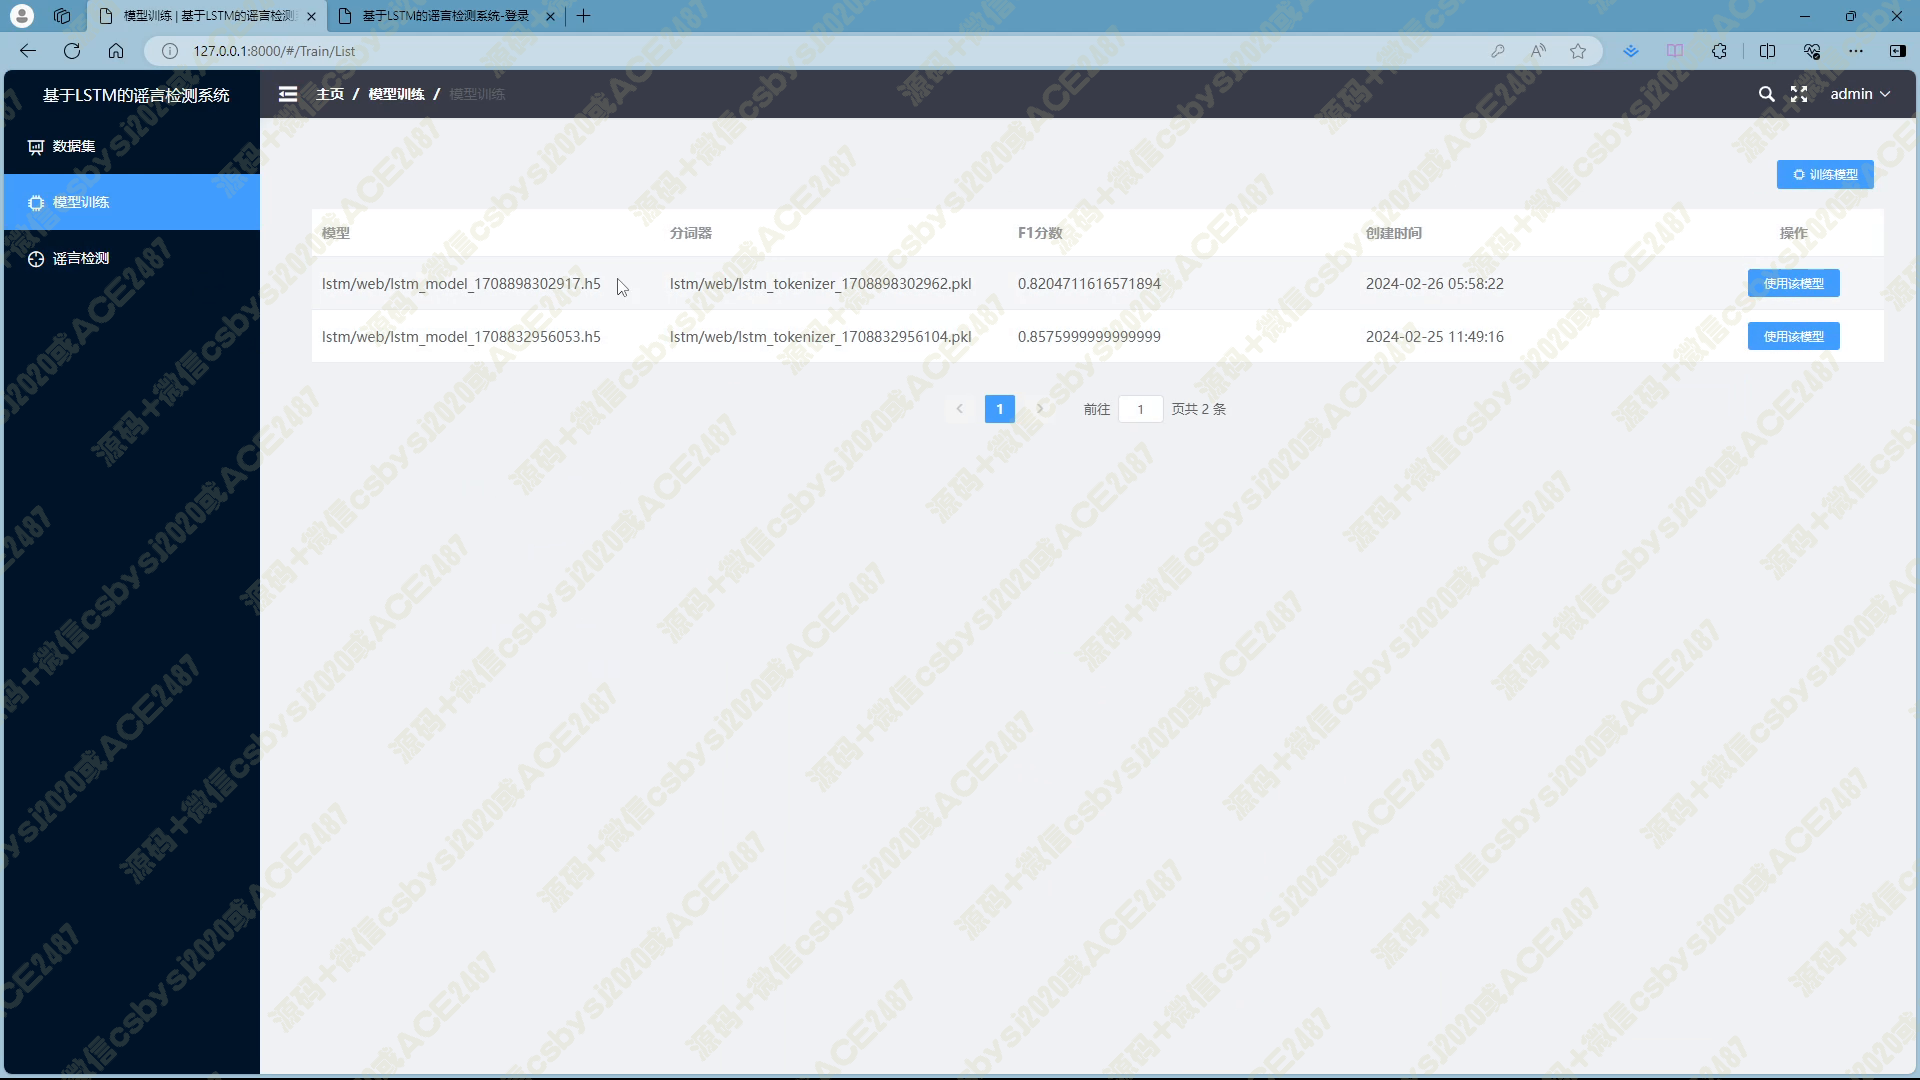 模型训练 | 基于LSTM的谣言检测
基于LSTM的谣言检测系统-登录
127.0.0.1:8000/#/Train/List
基于LSTM的谣言检测系统
主页 / 模型训练 / 模型训练
admin
数据集
模型训练
谣言检测
训练模型
模型 分词器 F1分数 创建时间 操作
lstm/web/lstm_model_1708898302917.h5 lstm/web/lstm_tokenizer_1708898302962.pkl 0.8204711616571894 2024-02-26 05:58:22 使用该模型
lstm/web/lstm_model_1708832956053.h5 lstm/web/lstm_tokenizer_1708832956104.pkl 0.8575999999999999 2024-02-25 11:49:16 使用该模型
1 前往 1 页共 2 条
源码+微信csbysj2020或ACE2487